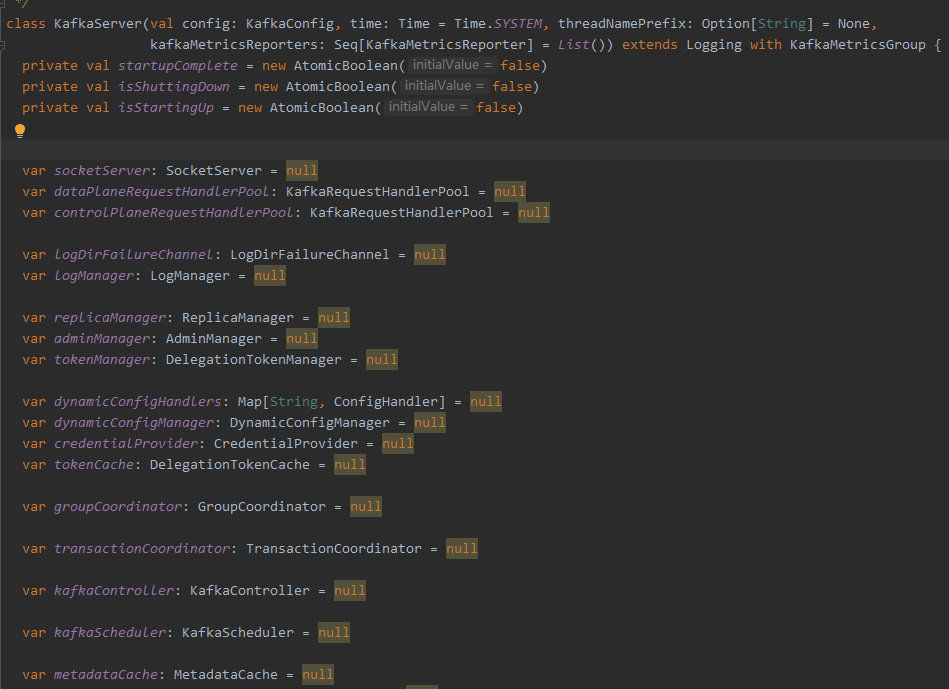 */
class KafkaServer(val config: KafkaConfig, time: Time = Time.SYSTEM, threadNamePrefix: Option[String] = None,
kafkaMetricsReporters: Seq[KafkaMetricsReporter] = List()) extends Logging with KafkaMetricsGroup {
private val startupComplete = new AtomicBoolean( initialValue = false)
private val isShuttingDown = new AtomicBoolean( initialValue = false)
private val isStartingUp = new AtomicBoolean( initialValue = false)
var socketServer: SocketServer = null
var dataPlaneRequestHandlerPool: KafkaRequestHandlerPool = null
var controlPlaneRequestHandlerPool: KafkaRequestHandlerPool = null
var logDirFailureChannel: LogDirFailureChannel = null
var logManager: LogManager = null
var replicaManager: ReplicaManager = null
var adminManager: AdminManager = null
var tokenManager: DelegationTokenManager = null
var dynamicConfigHandlers: Map[String, ConfigHandler] = null
var dynamicConfigManager: DynamicConfigManager = null
var credentialProvider: CredentialProvider = null
var tokenCache: DelegationTokenCache = null
var groupCoordinator: GroupCoordinator = null
var transactionCoordinator: TransactionCoordinator = null
var kafkaController: KafkaController = null
var kafkaScheduler: KafkaScheduler = null
var metadataCache: MetadataCache = null